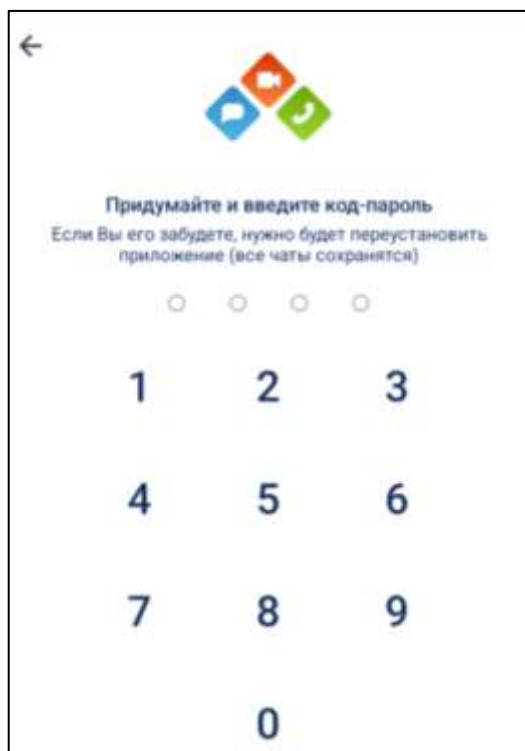 Придумайте и введите код-пароль
Если Вы его забудете, нужно будет переустановить
приложение (все чаты сохранятся)
1 2 3
4 5 6
7 8 9
0